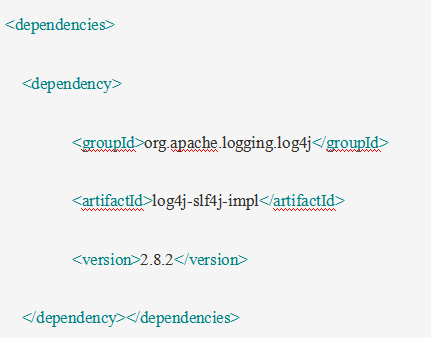 <dependencies>
<dependency>
<groupId>org.apache.logging.log4j</groupId>
<artifactId>log4j-slf4j-impl</artifactId>
<version>2.8.2</version>
</dependency></dependencies>